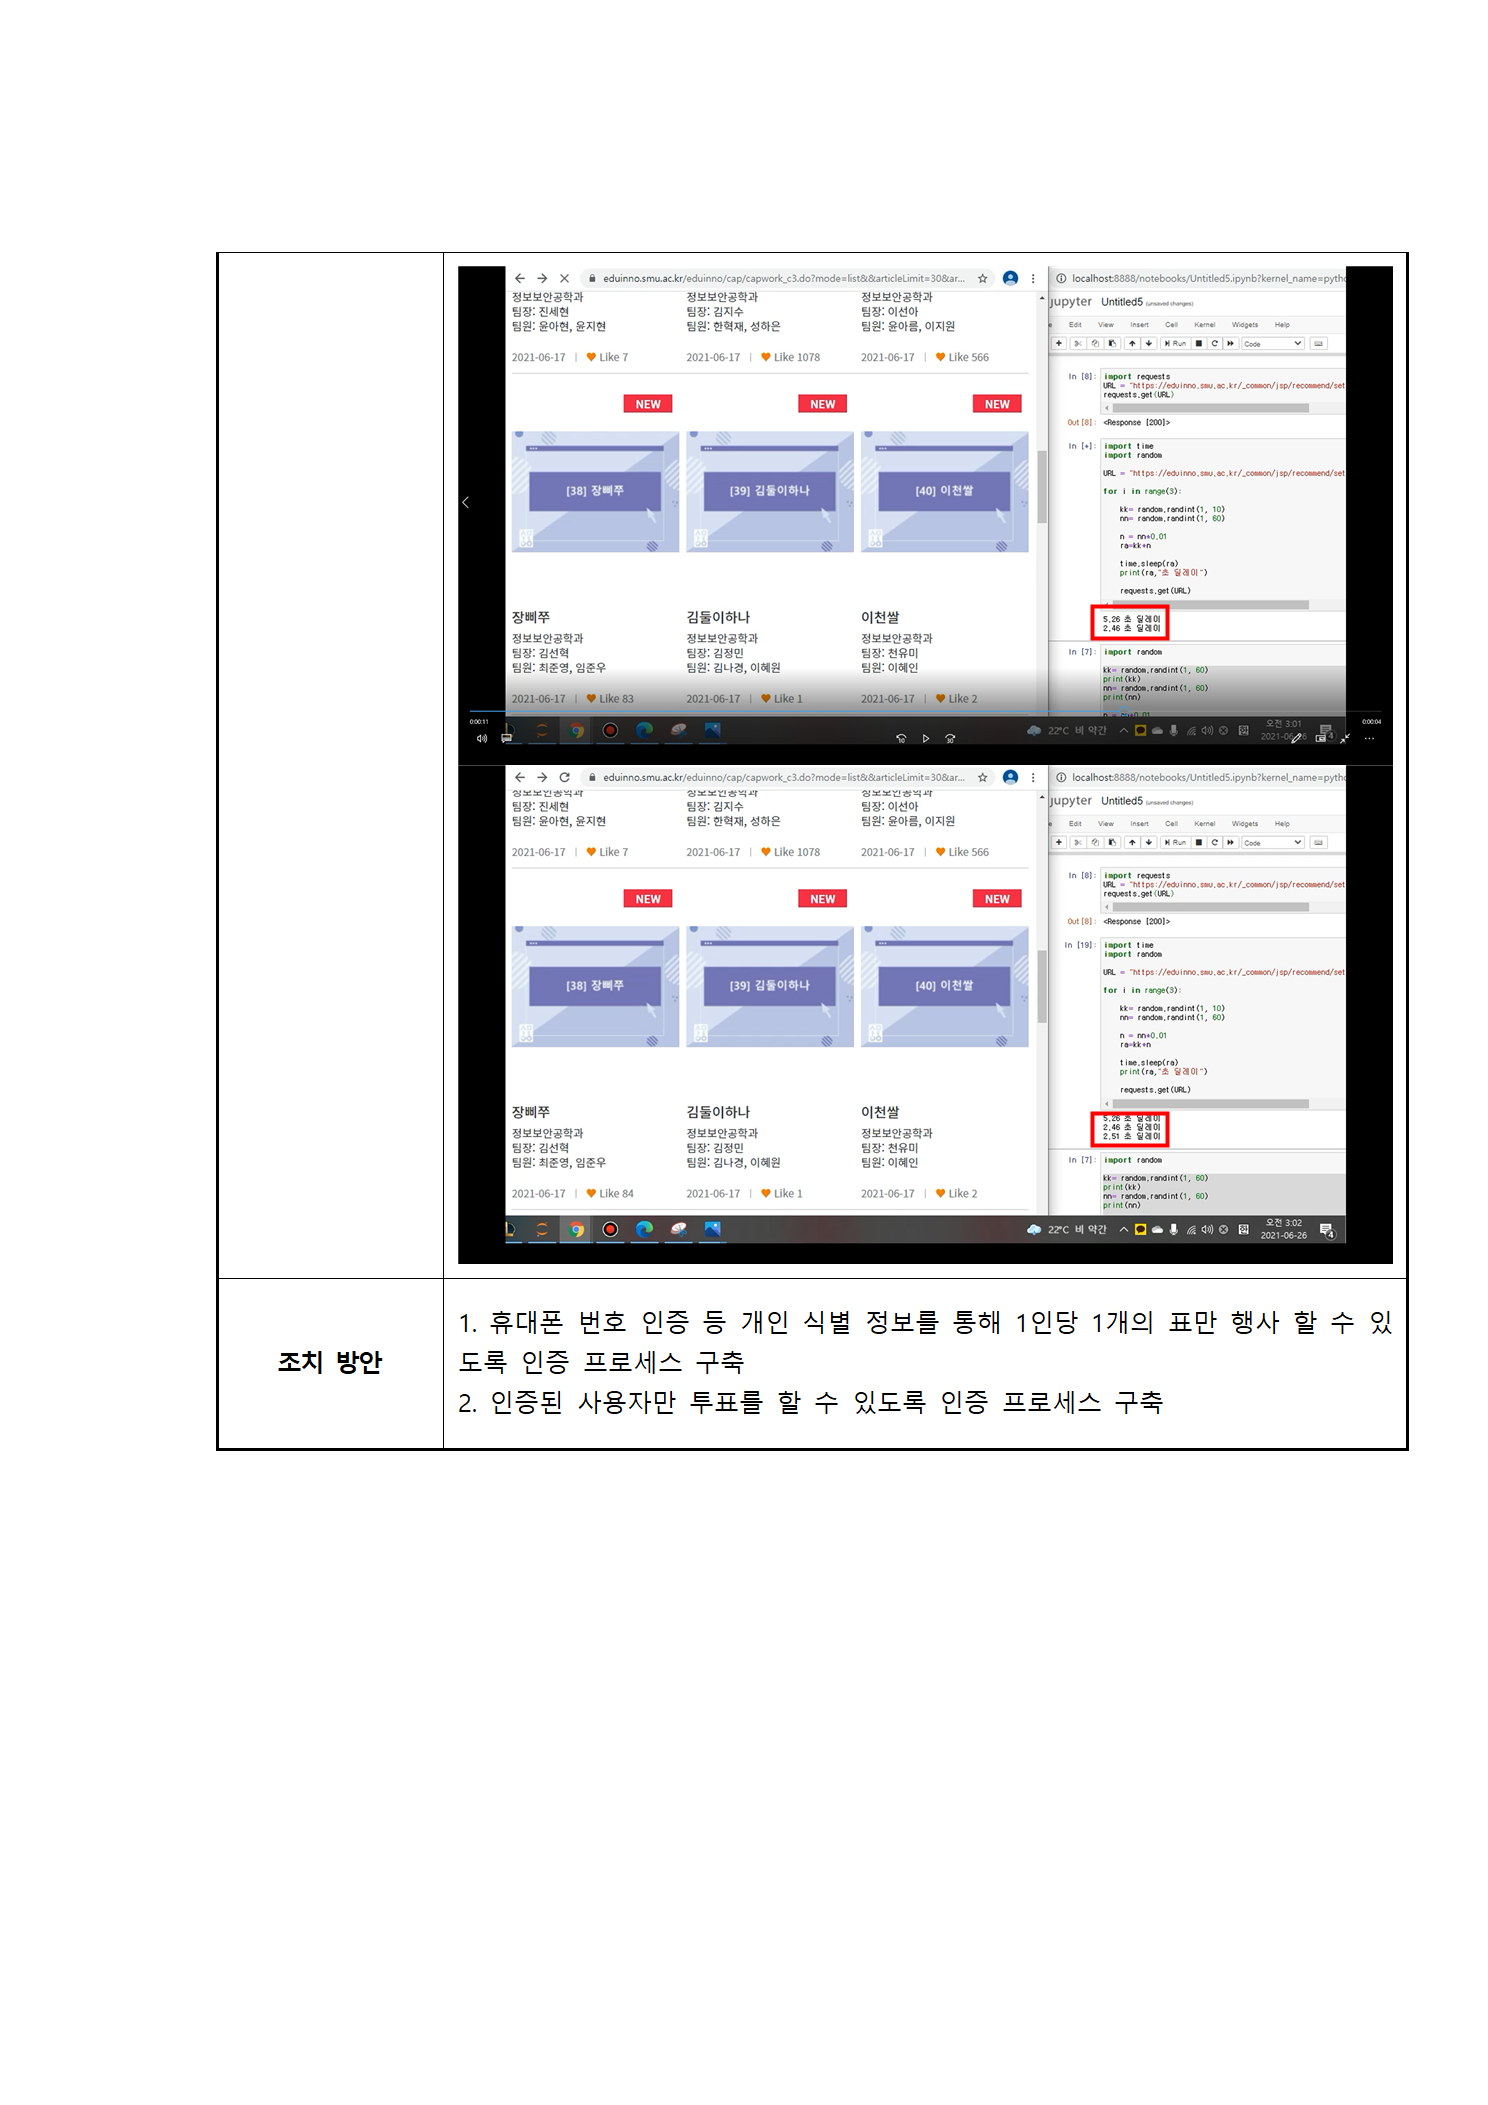 eduinno.smu.ac.kr/eduinno/cap/capwork_c3.do?mode=list&&articleLimit=30&ar...
정보보안공학과 정보보안공학과 정보보안공학과
팀장: 진세현 팀장: 김지수 팀장: 이선아
팀원: 윤아현, 윤지현 팀원: 한혁재, 성하은 팀원: 윤아름, 이지원
2021-06-17 | Like 7 2021-06-17 | Like 1078 2021-06-17 | Like 566
NEW NEW NEW
[38] 장삐쭈 [39] 김둘이하나 [40] 이천쌀
장삐쭈 김둘이하나 이천쌀
정보보안공학과 정보보안공학과 정보보안공학과
팀장: 김선혁 팀장: 김정민 팀장: 천유미
팀원: 최준영, 임준우 팀원: 김나경, 이혜원 팀원: 이혜인
2021-06-17 | Like 83 2021-06-17 | Like 1 2021-06-17 | Like 2
localhost:8888/notebooks/Untitled5.ipynb?kernel_name=pytho
jupyter Untitled5 (unsaved changes)
Edit View Insert Cell Kernel Widgets Help
Run Code
In [8]: import requests
URL = "https://eduinno.smu.ac.kr/_common/jsp/recommend/set
requests.get(URL)
Out[8]: <Response [200]>
In [*]: import time
import random
URL = "https://eduinno.smu.ac.kr/_common/jsp/recommend/set
for i in range(3):
kk= random.randint(1, 10)
nn= random.randint(1, 60)
n = nn*0.01
ra=kk+n
time.sleep(ra)
print(ra,"초 딜레이")
requests.get(URL)
5.26 초 딜레이
2.46 초 딜레이
In [7]: import random
kk= random.randint(1, 60)
print(kk)
nn= random.randint(1, 60)
print(nn)
0:00:11 0:00:04
10 30
22°C 비 약간 오전 3:01
eduinno.smu.ac.kr/eduinno/cap/capwork_c3.do?mode=list&&articleLimit=30&ar...
정보보안공학과 정보보안공학과 정보보안공학과
팀장: 진세현 팀장: 김지수 팀장: 이선아
팀원: 윤아현, 윤지현 팀원: 한혁재, 성하은 팀원: 윤아름, 이지원
2021-06-17 | Like 7 2021-06-17 | Like 1078 2021-06-17 | Like 566
NEW NEW NEW
[38] 장삐쭈 [39] 김둘이하나 [40] 이천쌀
장삐쭈 김둘이하나 이천쌀
정보보안공학과 정보보안공학과 정보보안공학과
팀장: 김선혁 팀장: 김정민 팀장: 천유미
팀원: 최준영, 임준우 팀원: 김나경, 이혜원 팀원: 이혜인
2021-06-17 | Like 84 2021-06-17 | Like 1 2021-06-17 | Like 2
localhost:8888/notebooks/Untitled5.ipynb?kernel_name=pytho
jupyter Untitled5 (unsaved changes)
Edit View Insert Cell Kernel Widgets Help
Run Code
In [8]: import requests
URL = "https://eduinno.smu.ac.kr/_common/jsp/recommend/set
requests.get(URL)
Out[8]: <Response [200]>
In [19]: import time
import random
URL = "https://eduinno.smu.ac.kr/_common/jsp/recommend/set
for i in range(3):
kk= random.randint(1, 10)
nn= random.randint(1, 60)
n = nn*0.01
ra=kk+n
time.sleep(ra)
print(ra,"초 딜레이")
requests.get(URL)
5.26 초 딜레이
2.46 초 딜레이
2.51 초 딜레이
In [7]: import random
kk= random.randint(1, 60)
print(kk)
nn= random.randint(1, 60)
print(nn)
22°C 비 약간 오전 3:02
2021-06-26 4
조치 방안
1. 휴대폰 번호 인증 등 개인 식별 정보를 통해 1인당 1개의 표만 행사 할 수 있
도록 인증 프로세스 구축
2. 인증된 사용자만 투표를 할 수 있도록 인증 프로세스 구축